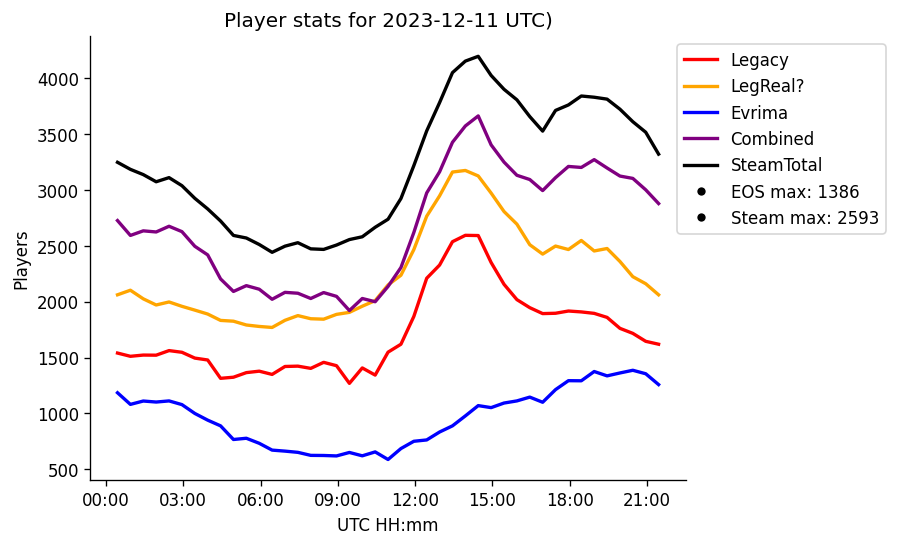 Player stats for 2023-12-11 UTC)
Legacy
LegReal?
Evrima
Combined
SteamTotal
EOS max: 1386
Steam max: 2593
Players
4000
3500
3000
2500
2000
1500
1000
500
00:00 03:00 06:00 09:00 12:00 15:00 18:00 21:00
UTC HH:mm